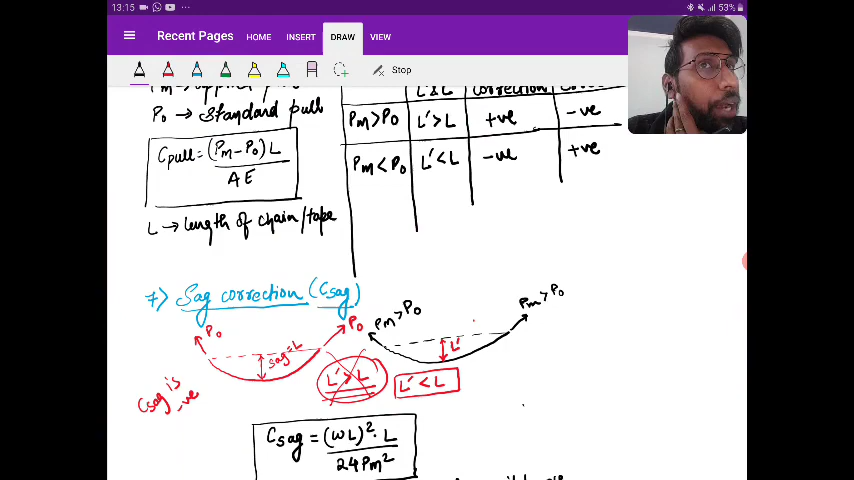 13:15
53%
Recent Pages
HOME
INSERT
DRAW
VIEW
Stop
P0 → Standard pull
Cpull = (Pm-P0)L
AE
L → length of chain/tape
L' & L
correction
Pm>P0
L'>L
+ve
-ve
Pm<P0
L'<L
-ve
+ve
7) Sag correction (Csag)
P0
P0
sag=L
Csag is
-ve
L'>L
Pm>P0
Pm>P0
L'
L'<L
Csag = (WL)²·L
24Pm²